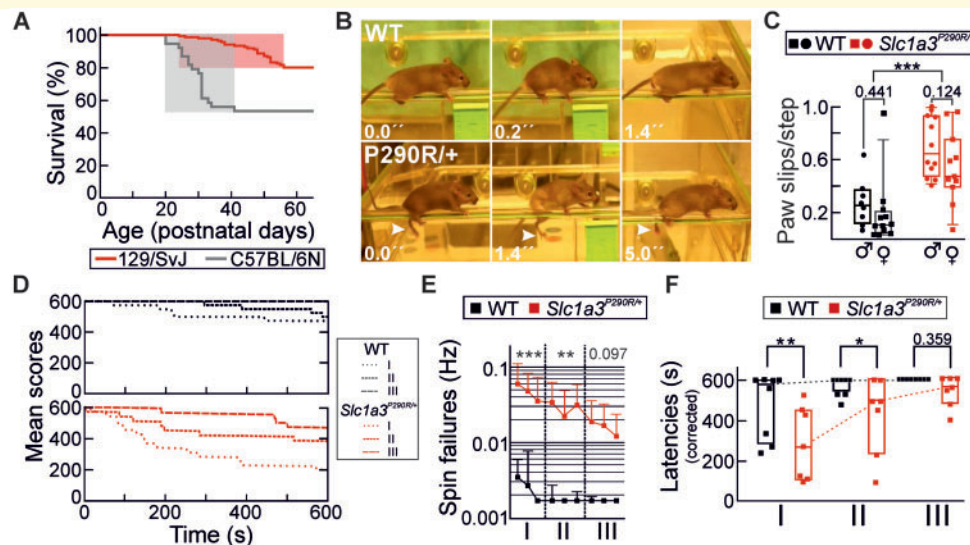 A
Survival (%)
100
80
60
40
20
0
0 20 40 60
Age (postnatal days)
129/SvJ C57BL/6N
B
WT
0.0´´ 0.2´´ 1.4´´
P290R/+
0.0´´ 1.4´´ 5.0´´
C
WT Slc1a3P290R/+
***
0.441 0.124
Paw slips/step
1.0
0.6
0.2
♂ ♀ ♂ ♀
D
Mean scores
600
400
200
0
600
400
200
0
0 200 400 600
Time (s)
WT
I
II
III
Slc1a3P290R/+
I
II
III
E
WT Slc1a3P290R/+
*** ** 0.097
Spin failures (Hz)
0.1
0.01
0.001
I II III
F
WT Slc1a3P290R/+
** * 0.359
Latencies (s)
(corrected)
600
400
200
0
I II III